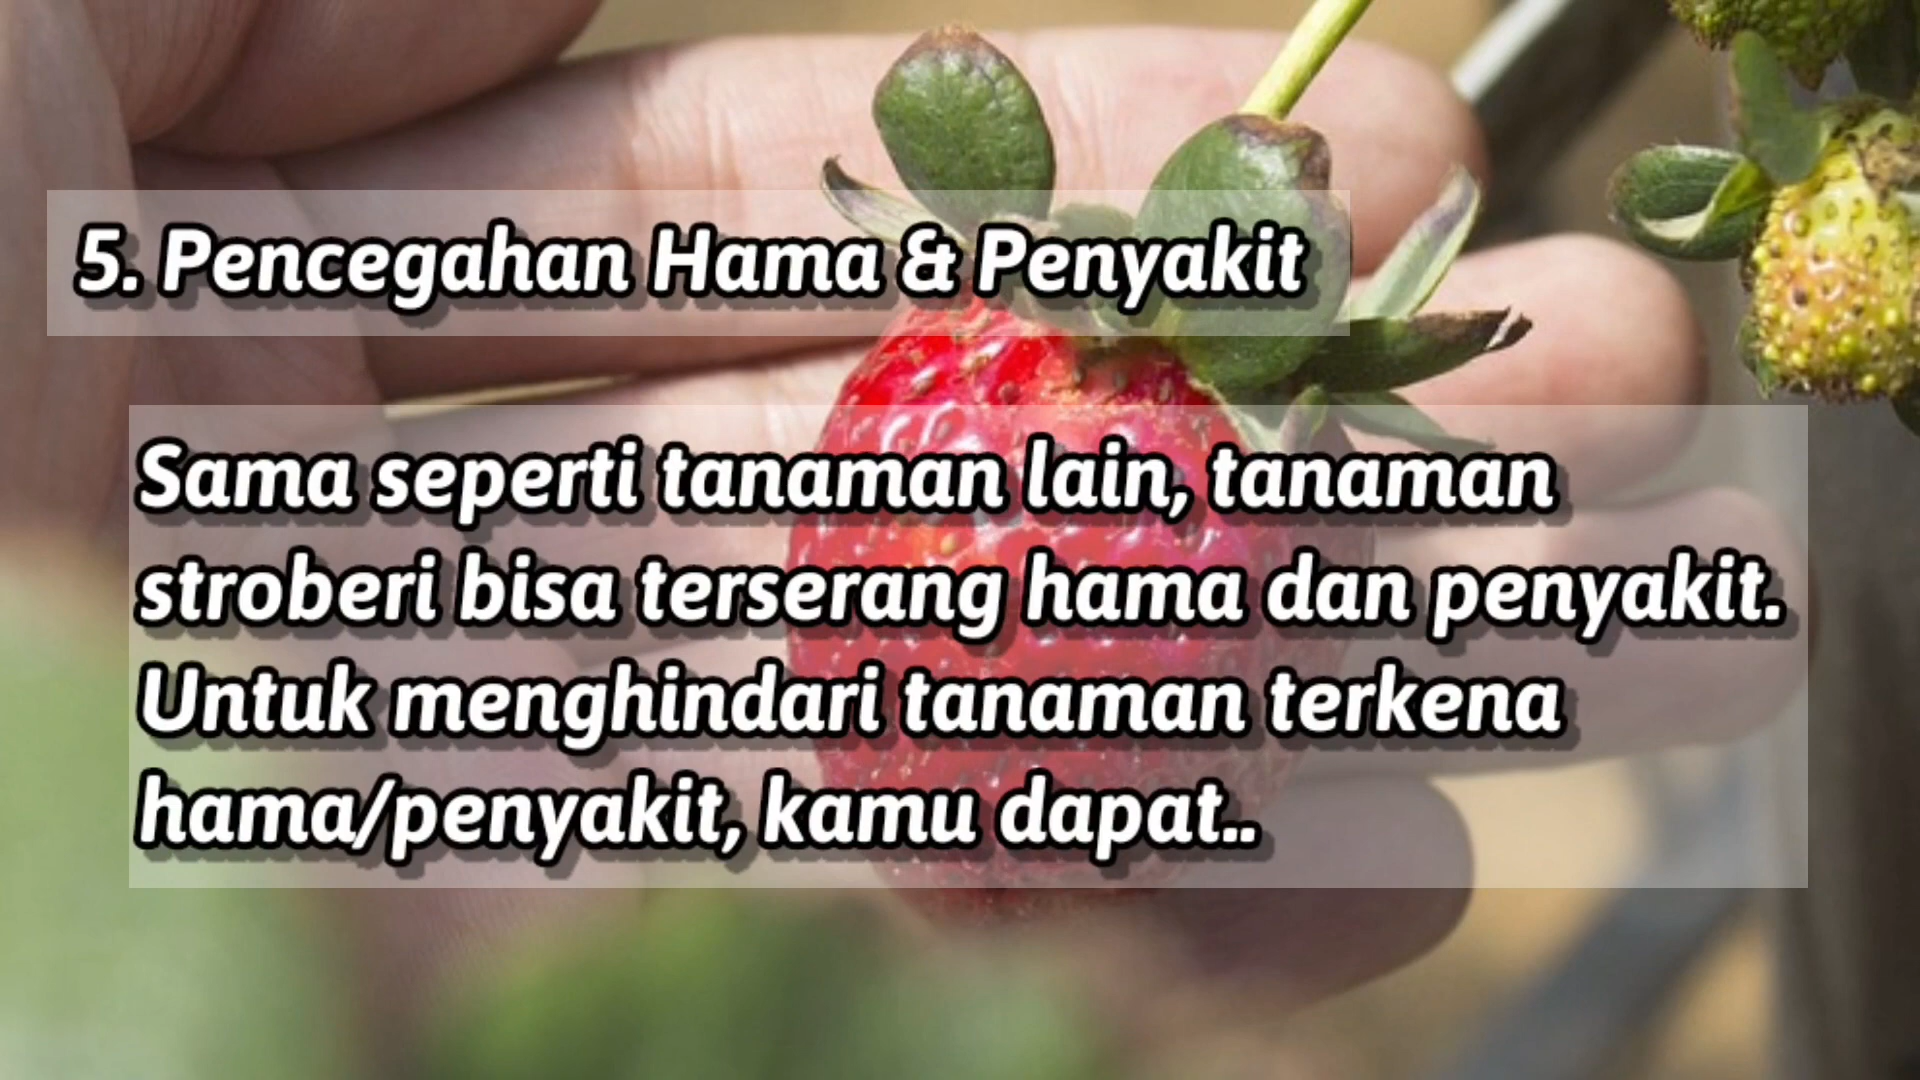 5. Pencegahan Hama & Penyakit
Sama seperti tanaman lain, tanaman
stroberi bisa terserang hama dan penyakit.
Untuk menghindari tanaman terkena
hama/penyakit, kamu dapat..